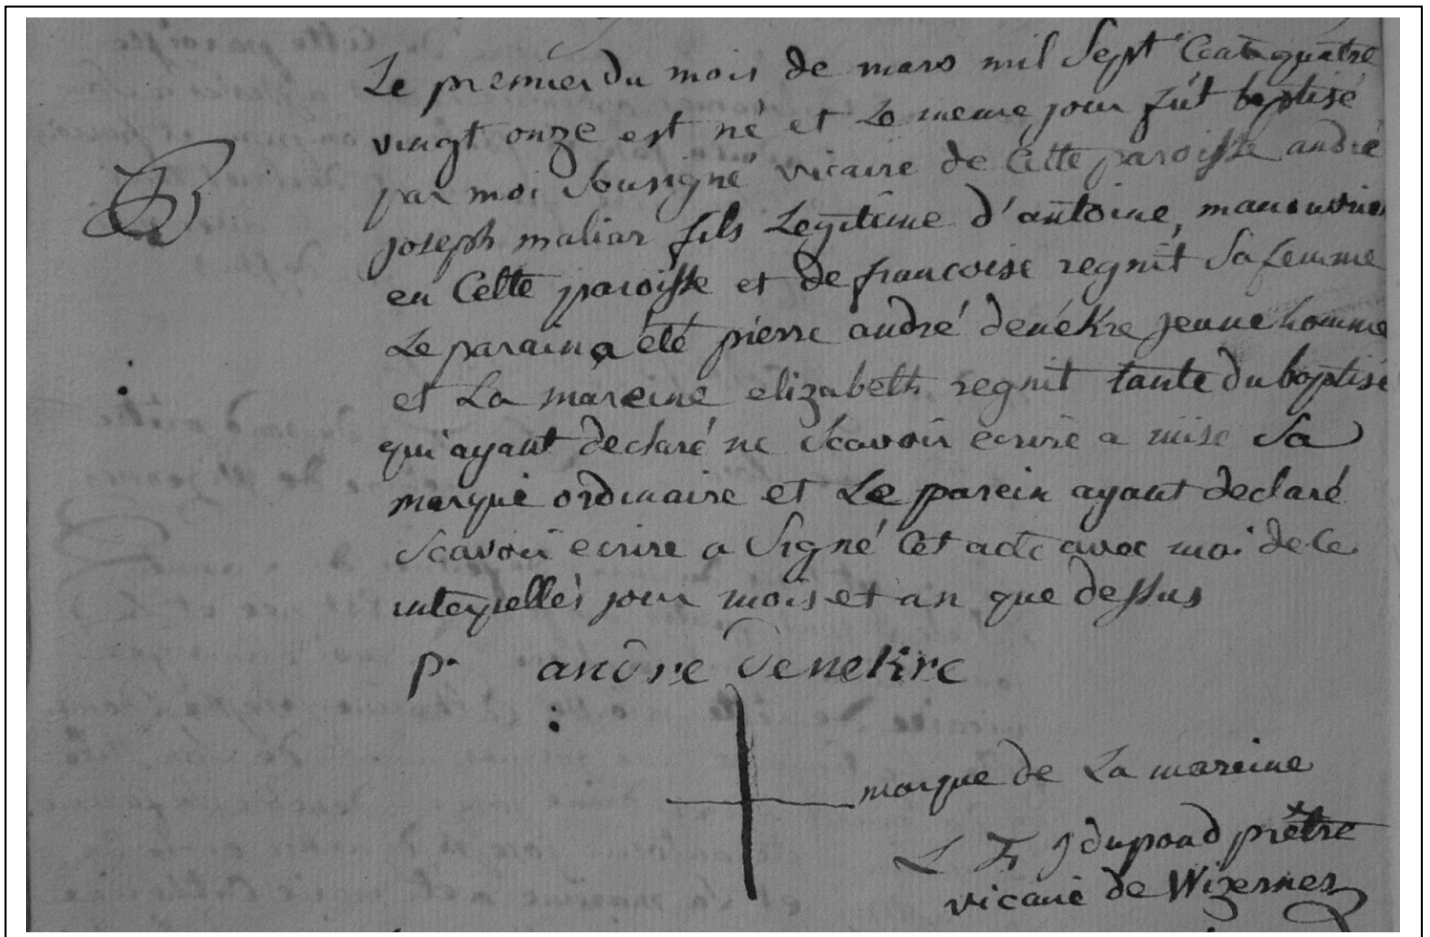 Le premier du mois de mars mil Sept Cent quatre
vingt onze est né et Le meme jour fut baptisé
B
par moi Sousigné vicaire de Cette paroisse andré
joseph maliar fils Legitime d'antoine, manouvrier
en Cette paroisse et de francoise regnit Sa femme
Le parain a été pierre andré denékre jeune homme
et La mareine elizabeth regnit tante du baptisé
qui ayant declaré ne Scavoir ecrire a mise Sa
marque ordinaire et Le parein ayant declaré
Scavoir ecrire a Signé Cet acte avec moi de Ce
interpellés jour mois et an que dessus
p. andre denekre
marque de La mareine
L F J dupond prêtre
vicaire de Wizernes